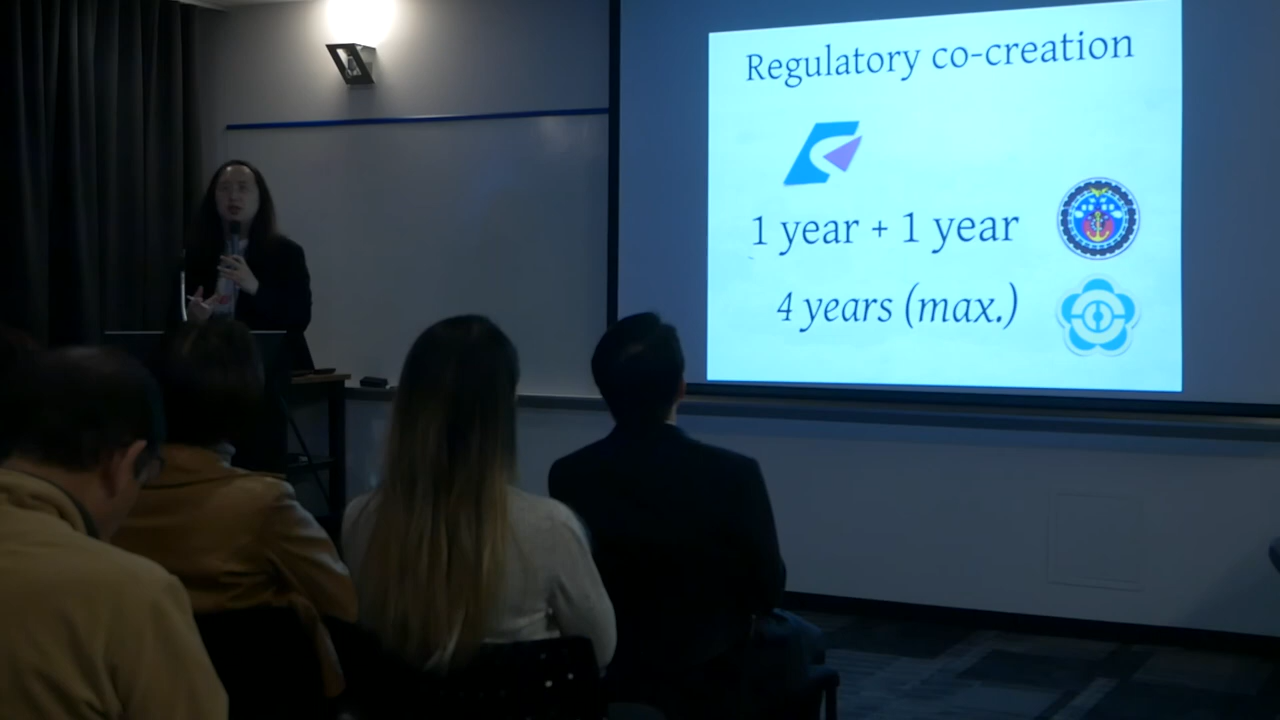 Regulatory co-creation
1 year + 1 year
4 years (max.)